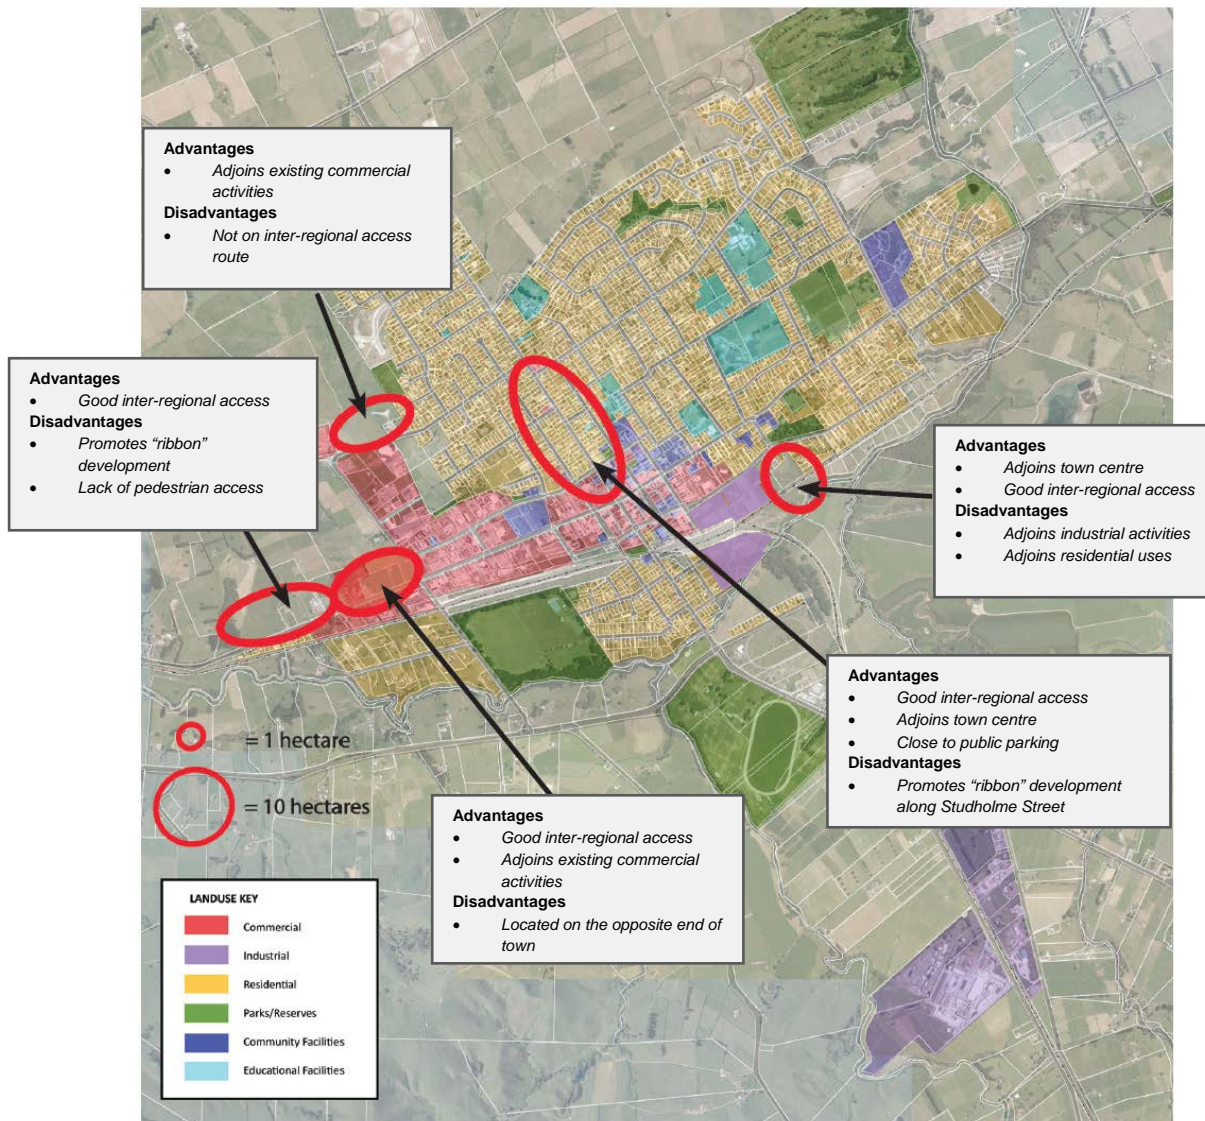 Advantages
• Adjoins existing commercial
activities
Disadvantages
• Not on inter-regional access
route
Advantages
• Good inter-regional access
Disadvantages
• Promotes “ribbon”
development
• Lack of pedestrian access
Advantages
• Adjoins town centre
• Good inter-regional access
Disadvantages
• Adjoins industrial activities
• Adjoins residential uses
Advantages
• Good inter-regional access
• Adjoins town centre
• Close to public parking
Disadvantages
• Promotes “ribbon” development
along Studholme Street
= 1 hectare
= 10 hectares
Advantages
• Good inter-regional access
• Adjoins existing commercial
activities
Disadvantages
• Located on the opposite end of
town
LANDUSE KEY
Commercial
Industrial
Residential
Parks/Reserves
Community Facilities
Educational Facilities